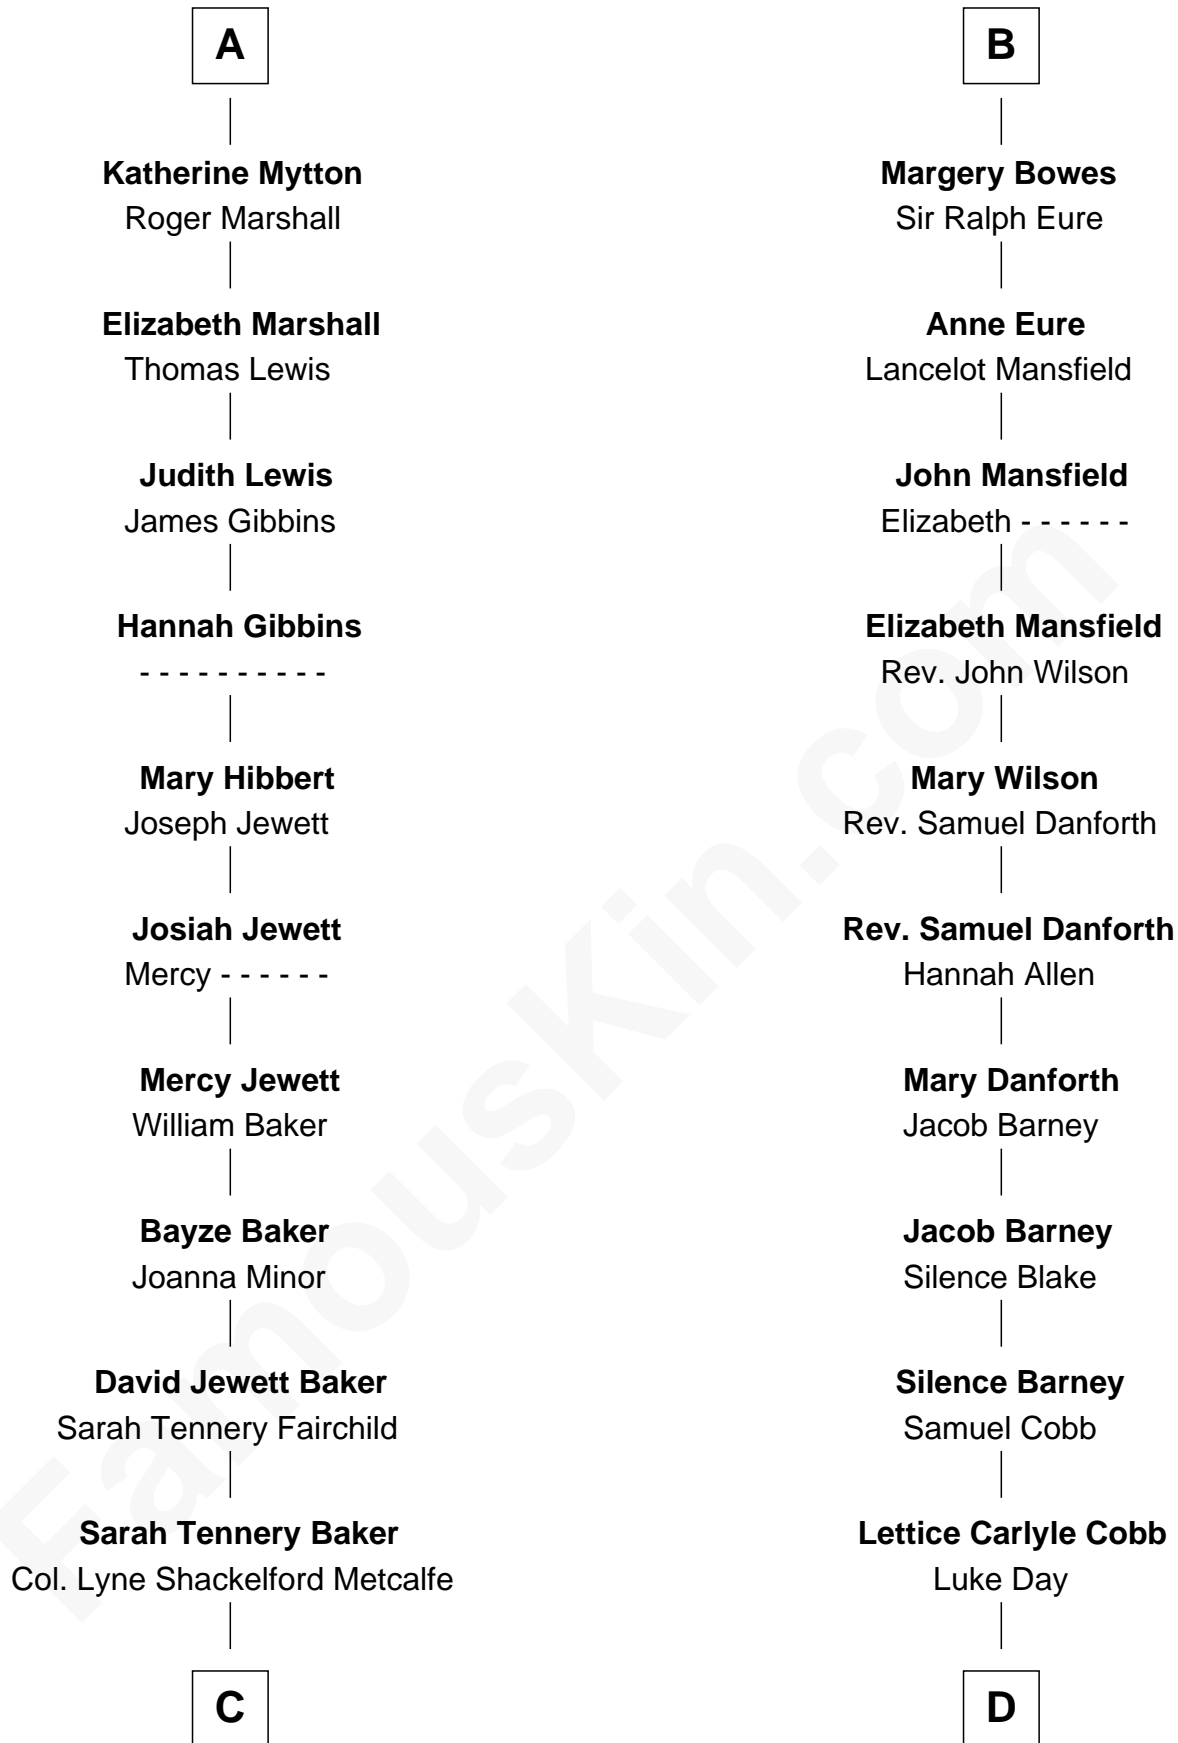 A
Katherine Mytton
Roger Marshall
Elizabeth Marshall
Thomas Lewis
Judith Lewis
James Gibbins
Hannah Gibbins
- - - - - - - - - -
Mary Hibbert
Joseph Jewett
Josiah Jewett
Mercy - - - - - -
Mercy Jewett
William Baker
Bayze Baker
Joanna Minor
David Jewett Baker
Sarah Tennery Fairchild
Sarah Tennery Baker
Col. Lyne Shackelford Metcalfe
C
B
Margery Bowes
Sir Ralph Eure
Anne Eure
Lancelot Mansfield
John Mansfield
Elizabeth - - - - - -
Elizabeth Mansfield
Rev. John Wilson
Mary Wilson
Rev. Samuel Danforth
Rev. Samuel Danforth
Hannah Allen
Mary Danforth
Jacob Barney
Jacob Barney
Silence Blake
Silence Barney
Samuel Cobb
Lettice Carlyle Cobb
Luke Day
D
FamousKin.com